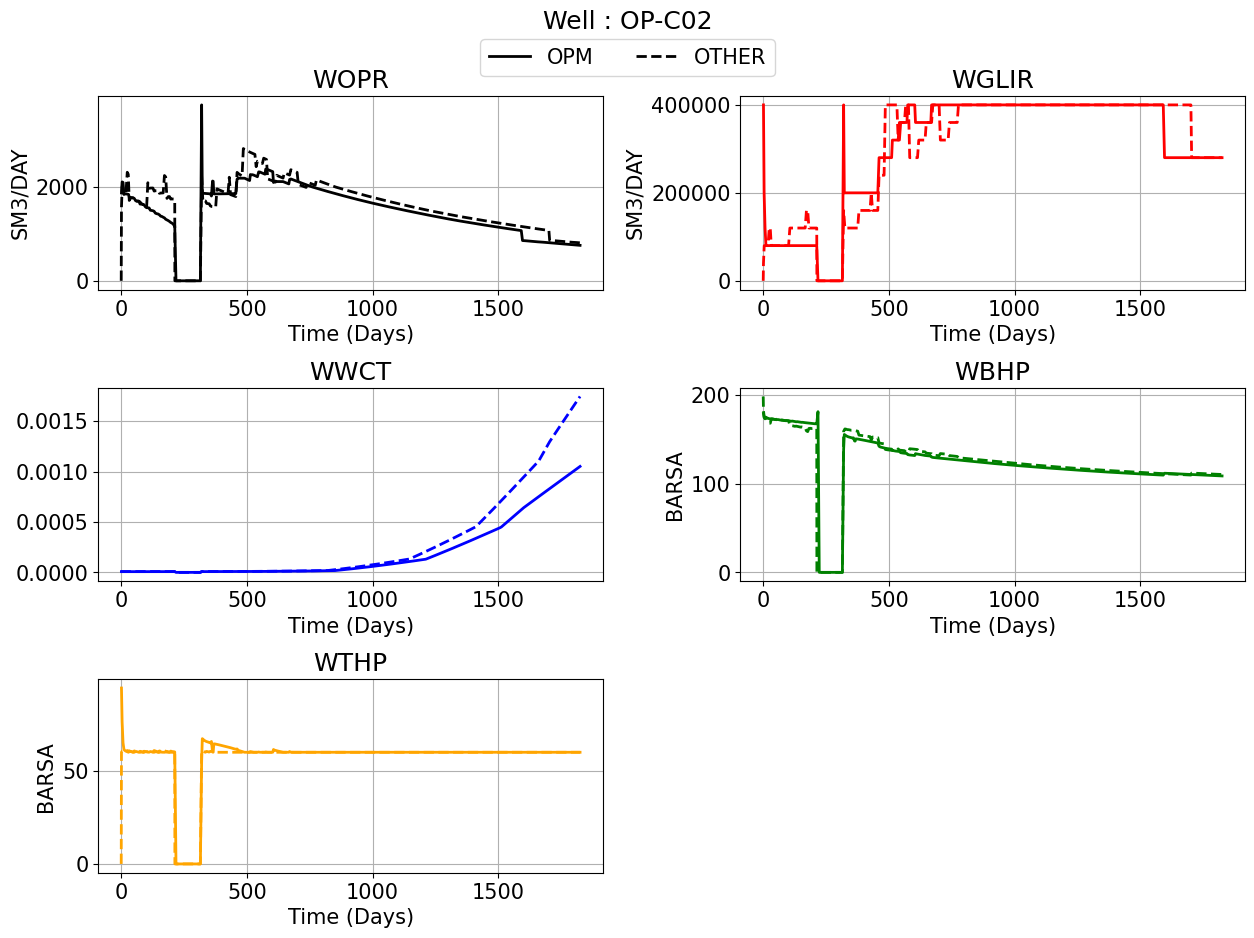 Well : OP-C02
OPM OTHER
WOPR
SM3/DAY
2000
0
0 500 1000 1500
Time (Days)
WGLIR
SM3/DAY
400000
200000
0
0 500 1000 1500
Time (Days)
WWCT
0.0015
0.0010
0.0005
0.0000
0 500 1000 1500
Time (Days)
WBHP
BARSA
200
100
0
0 500 1000 1500
Time (Days)
WTHP
BARSA
50
0
0 500 1000 1500
Time (Days)